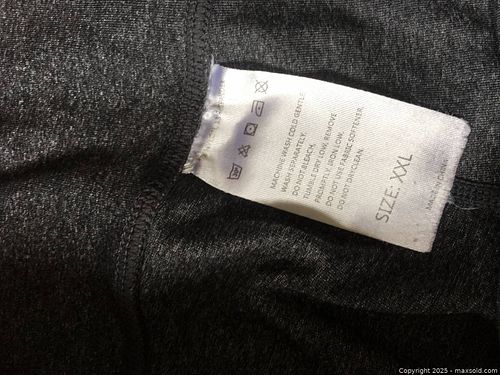 MACHINE WASH COLD GENTLE.
WASH SEPARATELY.
DO NOT BLEACH.
TUMBLE DRY LOW, REMOVE
PROMPTLY, IRON LOW.
DO NOT USE FABRIC SOFTENER.
DO NOT DRYCLEAN.
SIZE: XXL
MADE IN CHINA
Copyright 2025 - maxsold.com